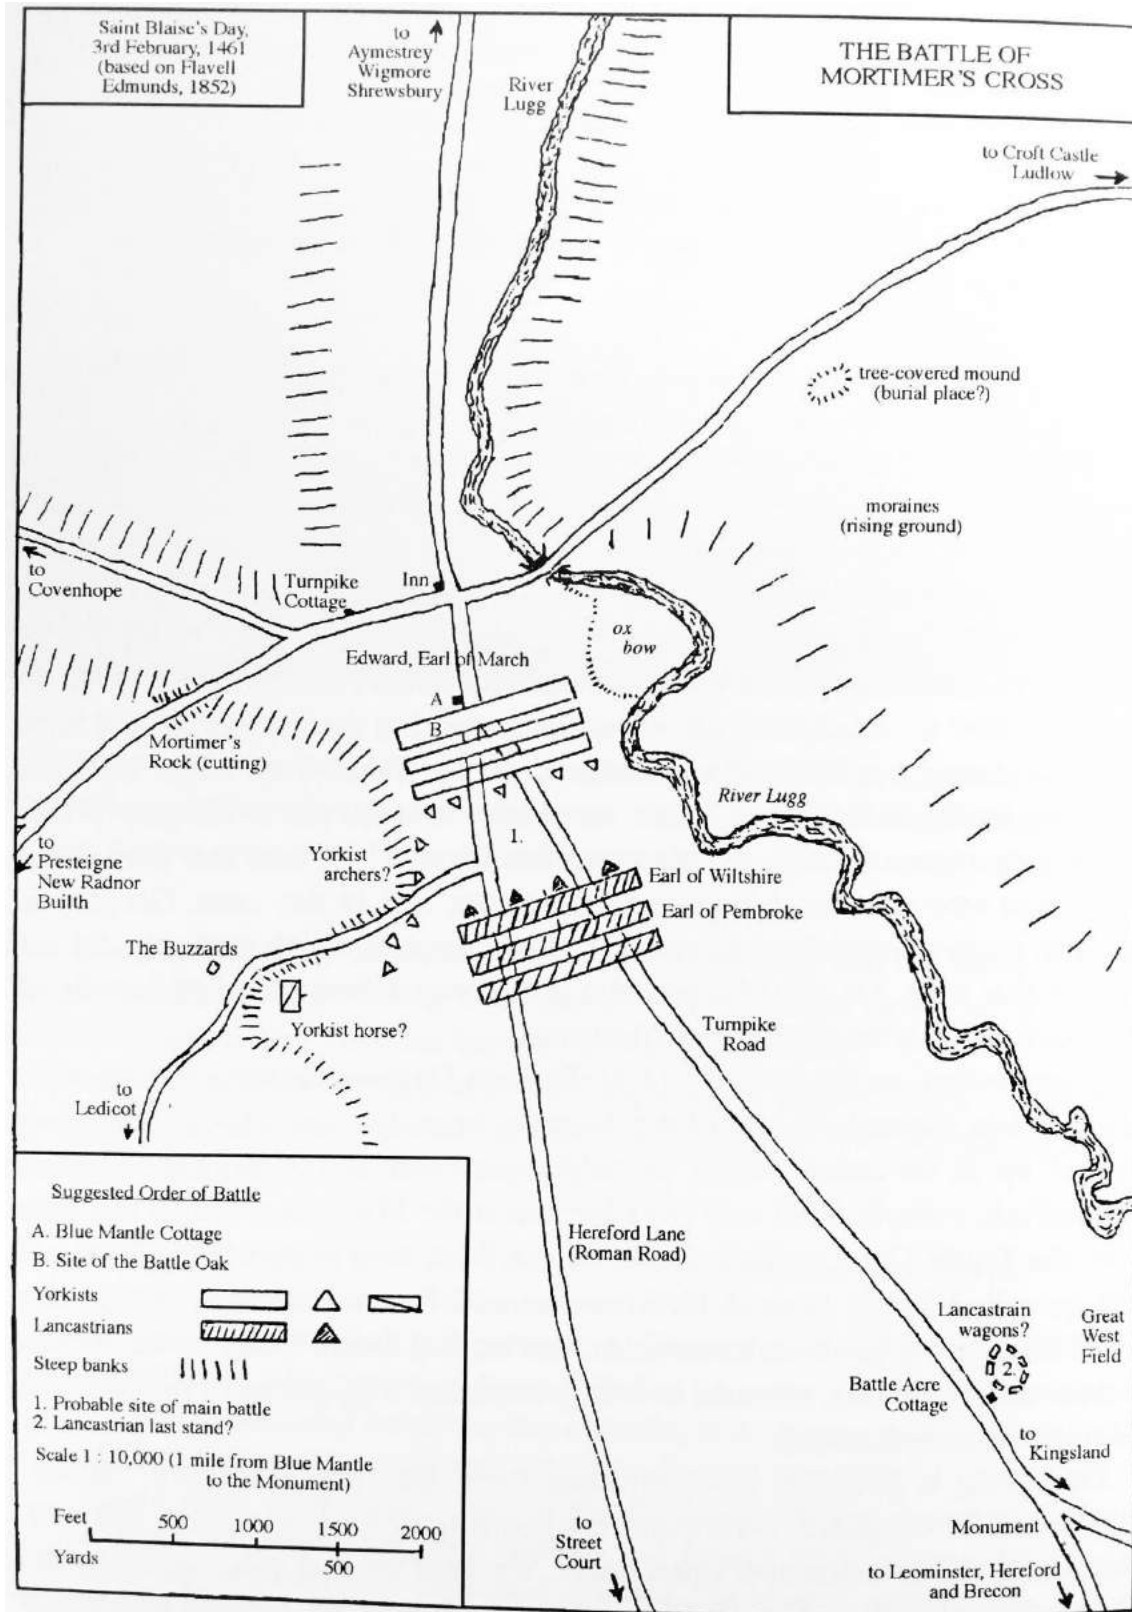 Saint Blaise's Day,
3rd February, 1461
(based on Flavell
Edmunds, 1852)
to
Aymestrey
Wigmore
Shrewsbury
River
Lugg
THE BATTLE OF
MORTIMER'S CROSS
to Croft Castle
Ludlow
tree-covered mound
(burial place?)
moraines
(rising ground)
to
Covenhope
Turnpike
Cottage
Inn
ox
bow
Edward, Earl of March
A
B
Mortimer's
Rock (cutting)
River Lugg
to
Presteigne
New Radnor
Builth
1.
Yorkist
archers?
Earl of Wiltshire
Earl of Pembroke
The Buzzards
Yorkist horse?
Turnpike
Road
to
Ledicot
Hereford Lane
(Roman Road)
Lancastrain
wagons?
Great
West
Field
2.
Battle Acre
Cottage
to
Kingsland
Monument
to
Street
Court
to Leominster, Hereford
and Brecon
Suggested Order of Battle
A. Blue Mantle Cottage
B. Site of the Battle Oak
Yorkists
Lancastrians
Steep banks
1. Probable site of main battle
2. Lancastrian last stand?
Scale 1 : 10,000 (1 mile from Blue Mantle
to the Monument)
Feet 500 1000 1500 2000
Yards 500